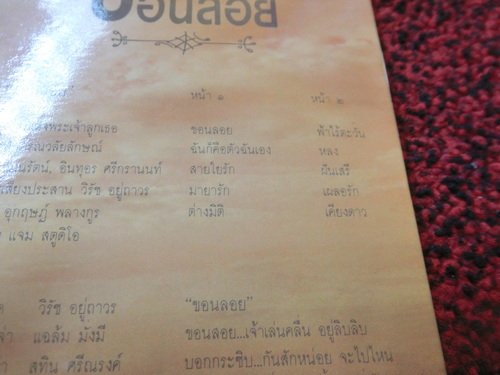 ขอนลอย
หน้า ๑ หน้า ๒
พระเจ้าลูกเธอ ขอนลอย ฟ้าไร้ตะวัน
วลัยลักษณ์ ฉันก็คือตัวฉันเอง หลง
อินทุอร ศรีกรานนท์ สายใยรัก ฝันเสรี
เสียงประสาน วิรัช อยู่ถาวร มายารัก เผลอรัก
อุกฤษฏ์ พลางกูร ต่างมิติ เคียงดาว
แจม สตูดิโอ
วิรัช อยู่ถาวร "ขอนลอย"
แอล้ม มังมี ขอนลอย...เจ้าเล่นคลื่น อยู่ลิบลิบ
สทิน ศรีณรงค์ บอกกระซิบ...กันสักหน่อย จะไปไหน